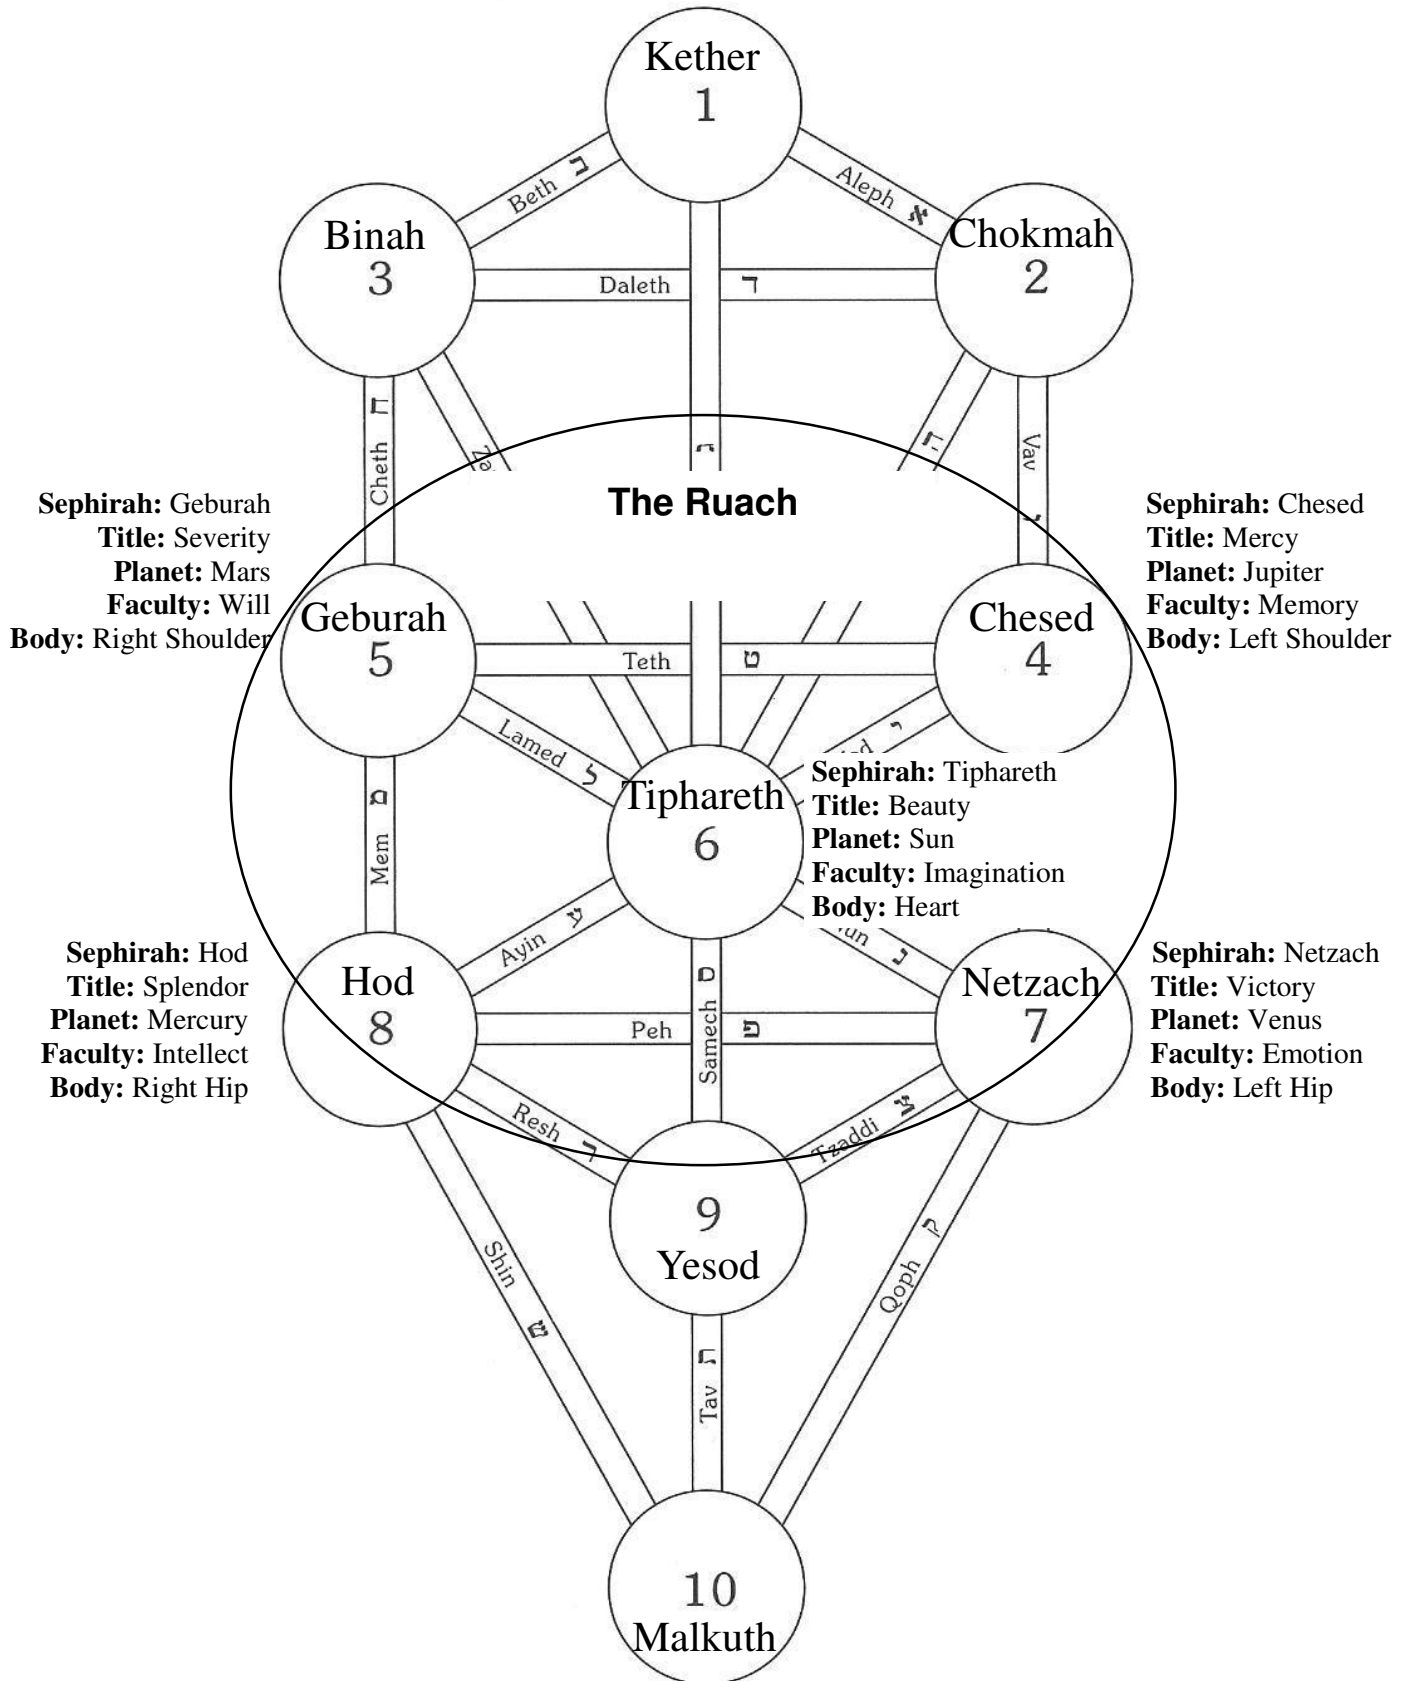 Kether
1
Beth ב
Aleph א
Binah
3
Chokmah
2
Daleth ד
ג
ה
Cheth ח
Vav ו
The Ruach
Sephirah: Geburah
Title: Severity
Planet: Mars
Faculty: Will
Body: Right Shoulder
Sephirah: Chesed
Title: Mercy
Planet: Jupiter
Faculty: Memory
Body: Left Shoulder
Geburah
5
Chesed
4
Teth ט
Lamed ל
י
Tiphareth
6
Sephirah: Tiphareth
Title: Beauty
Planet: Sun
Faculty: Imagination
Body: Heart
Mem מ
Ayin ע
נ
Samech ס
Sephirah: Hod
Title: Splendor
Planet: Mercury
Faculty: Intellect
Body: Right Hip
Hod
8
Netzach
7
Sephirah: Netzach
Title: Victory
Planet: Venus
Faculty: Emotion
Body: Left Hip
Peh פ
Resh ר
Tzaddi צ
9
Yesod
Shin ש
Qoph ק
Tav ת
10
Malkuth